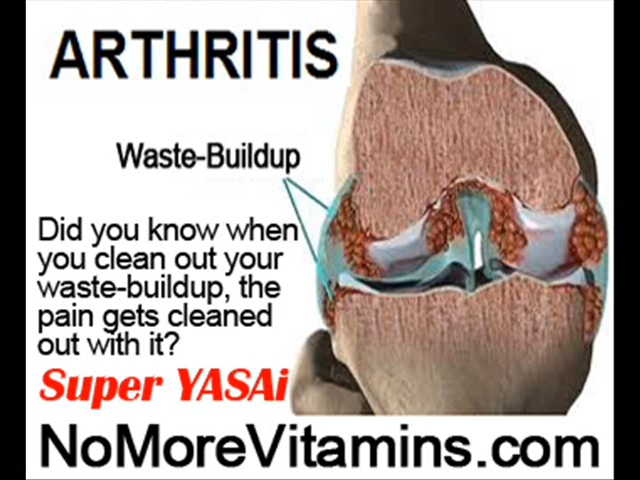 ARTHRITIS
Waste-Buildup
Did you know when
you clean out your
waste-buildup, the
pain gets cleaned
out with it?
Super YASAi
NoMoreVitamins.com